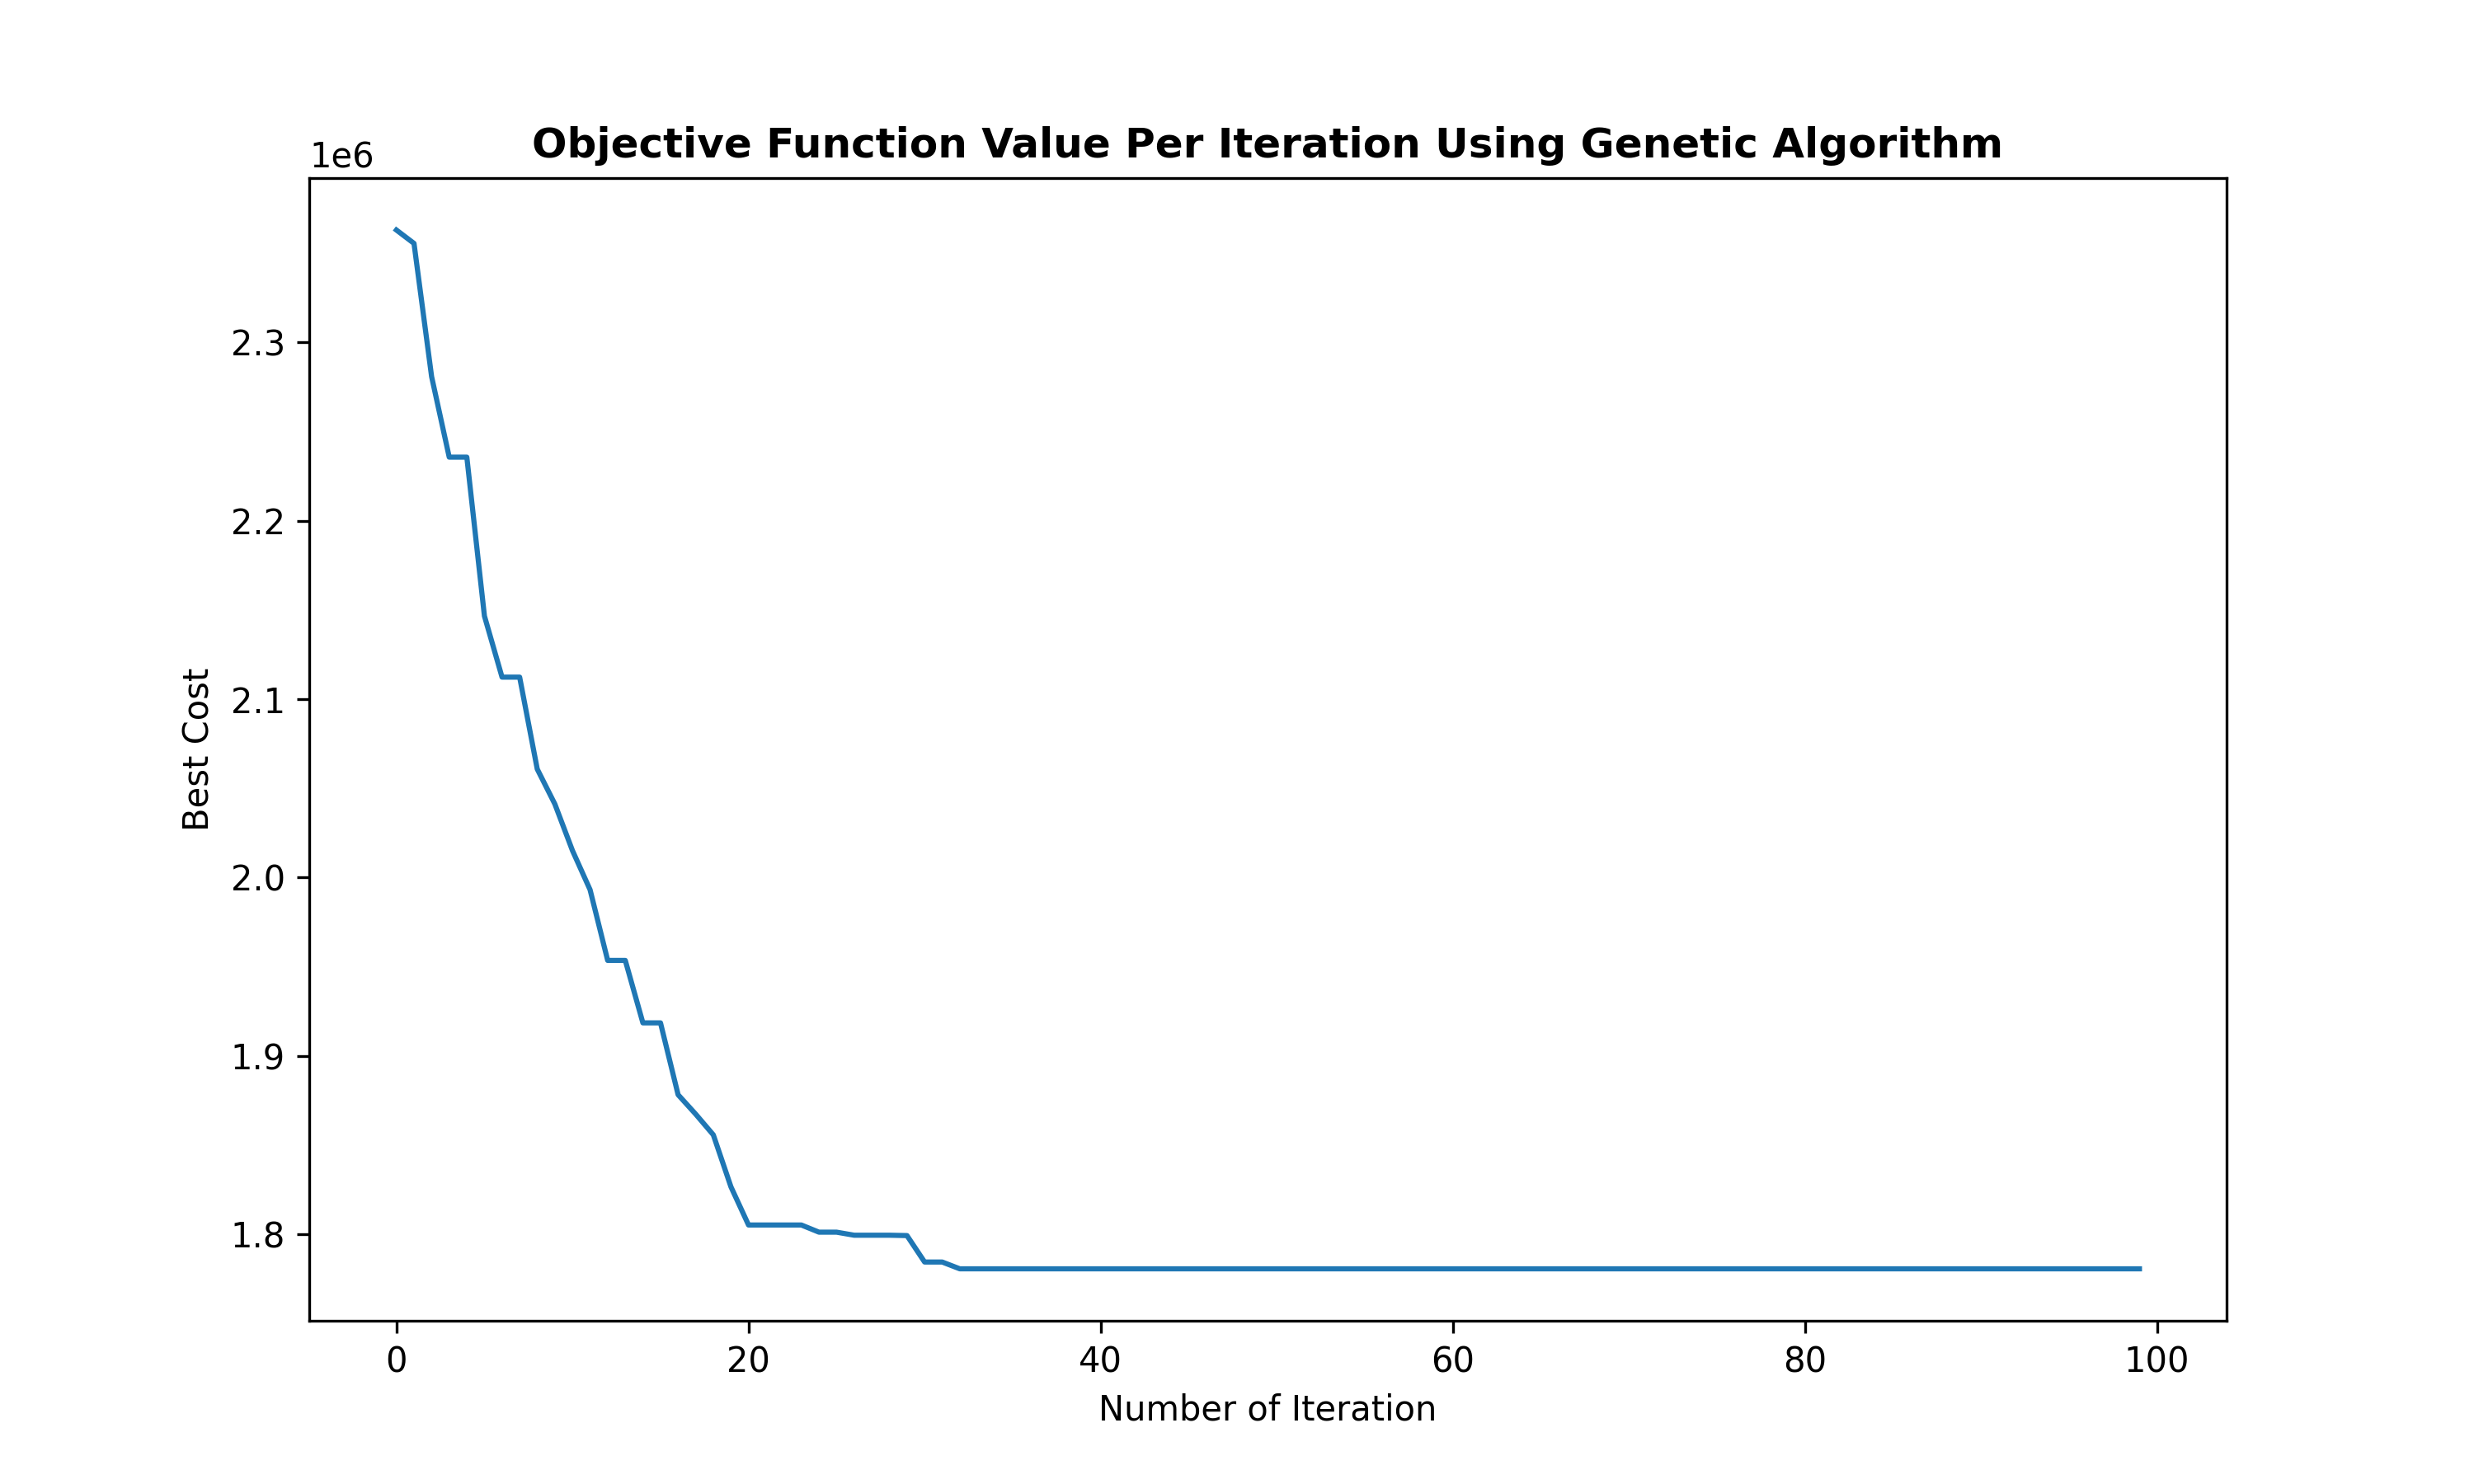 Objective Function Value Per Iteration Using Genetic Algorithm
1e6
2.3
2.2
2.1
2.0
1.9
1.8
Best Cost
0 20 40 60 80 100
Number of Iteration